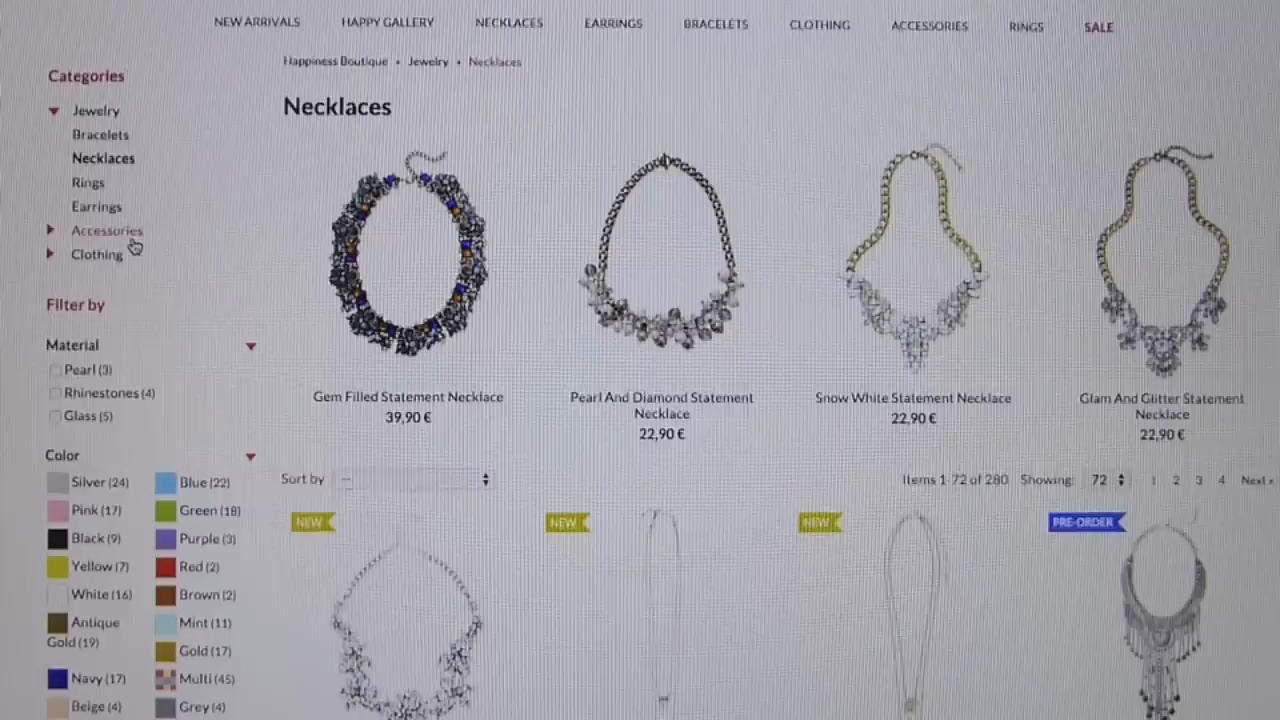 NEW ARRIVALS HAPPY GALLERY NECKLACES EARRINGS BRACELETS CLOTHING ACCESSORIES RINGS SALE
Happiness Boutique • Jewelry • Necklaces
Categories
Jewelry
Bracelets
Necklaces
Rings
Earrings
Accessories
Clothing
Filter by
Material
Pearl (3)
Rhinestones (4)
Glass (5)
Color
Silver (24) Blue (22)
Pink (17) Green (18)
Black (9) Purple (3)
Yellow (7) Red (2)
White (16) Brown (2)
Antique Mint (11)
Gold (19)
Gold (17)
Navy (17) Multi (45)
Beige (4) Grey (4)
Necklaces
Gem Filled Statement Necklace
39,90 €
Pearl And Diamond Statement
Necklace
22,90 €
Snow White Statement Necklace
22,90 €
Glam And Glitter Statement
Necklace
22,90 €
Sort by -- Items 1-72 of 280 Showing: 72 1 2 3 4 Next »
NEW NEW NEW PRE-ORDER